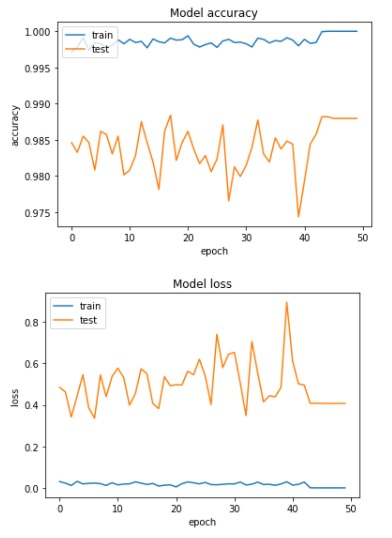 Model accuracy
1.000
0.995
0.990
0.985
0.980
0.975
accuracy
train
test
0
10
20
30
40
50
epoch
Model loss
0.8
0.6
0.4
0.2
0.0
loss
train
test
0
10
20
30
40
50
epoch